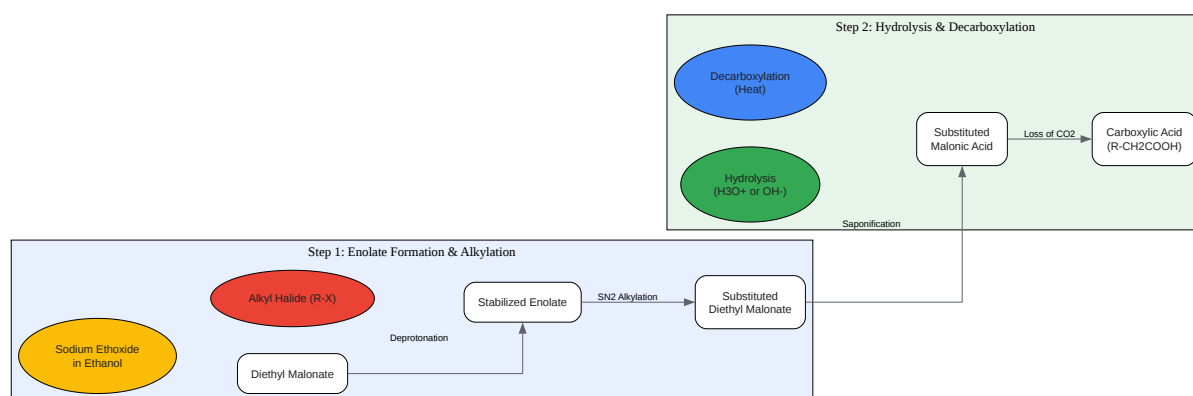 Step 2: Hydrolysis & Decarboxylation
Decarboxylation
(Heat)
Substituted
Malonic Acid
Loss of CO2
Carboxylic Acid
(R-CH2COOH)
Hydrolysis
(H3O+ or OH-)
Saponification
Step 1: Enolate Formation & Alkylation
Alkyl Halide (R-X)
Stabilized Enolate
SN2 Alkylation
Substituted
Diethyl Malonate
Deprotonation
Sodium Ethoxide
in Ethanol
Diethyl Malonate